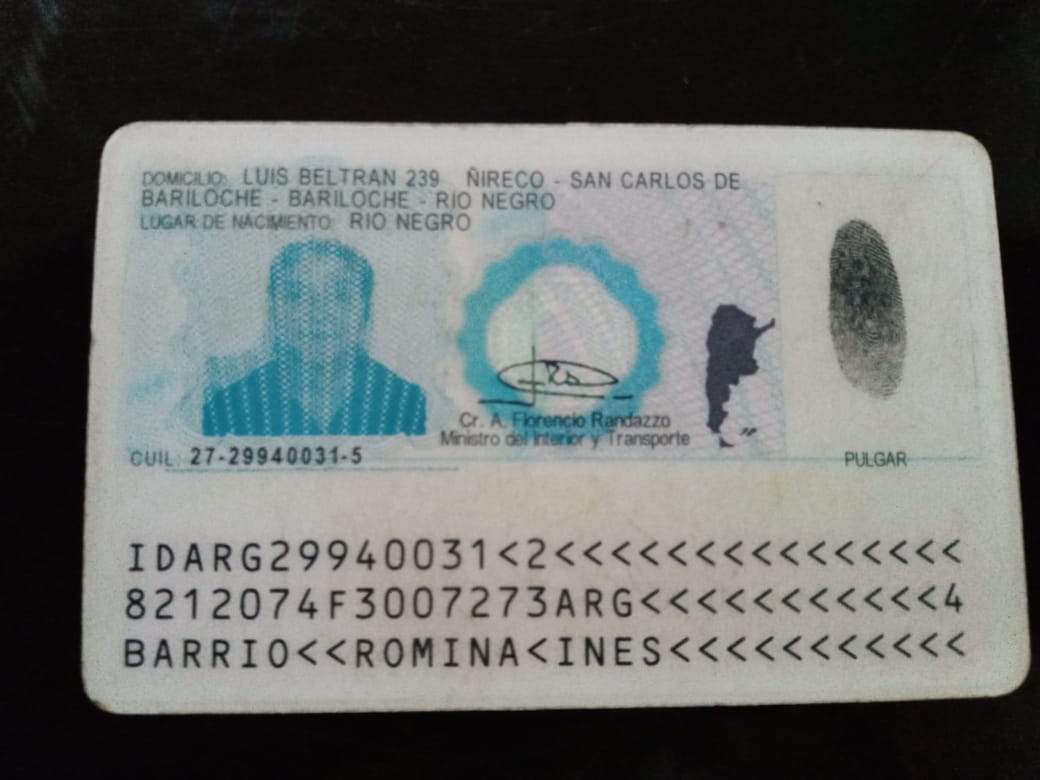 DOMICILIO: LUIS BELTRAN 239 ÑIRECO - SAN CARLOS DE
BARILOCHE - BARILOCHE - RIO NEGRO
LUGAR DE NACIMIENTO: RIO NEGRO
Cr. A. Florencio Randazzo
Ministro del Interior y Transporte
CUIL: 27-29940031-5
PULGAR
IDARG29940031<2<<<<<<<<<<<<<<<
8212074F3007273ARG<<<<<<<<<<<4
BARRIO<<ROMINA<INES<<<<<<<<<<<